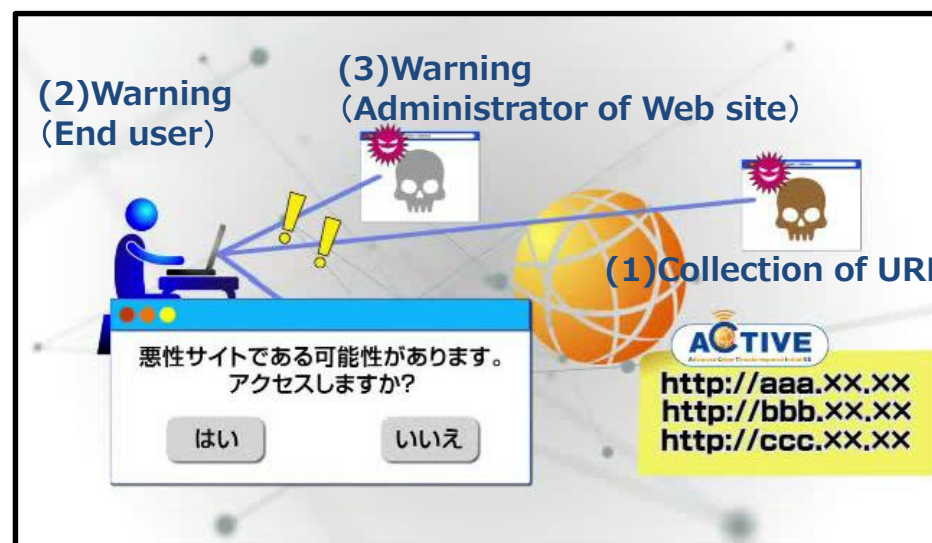 (2)Warning
（End user）
(3)Warning
（Administrator of Web site）
(1)Collection of UR
ACTIVE
悪性サイトである可能性があります。
アクセスしますか?
はい
いいえ
http://aaa.××.××
http://bbb.××.××
http://ccc.××.××